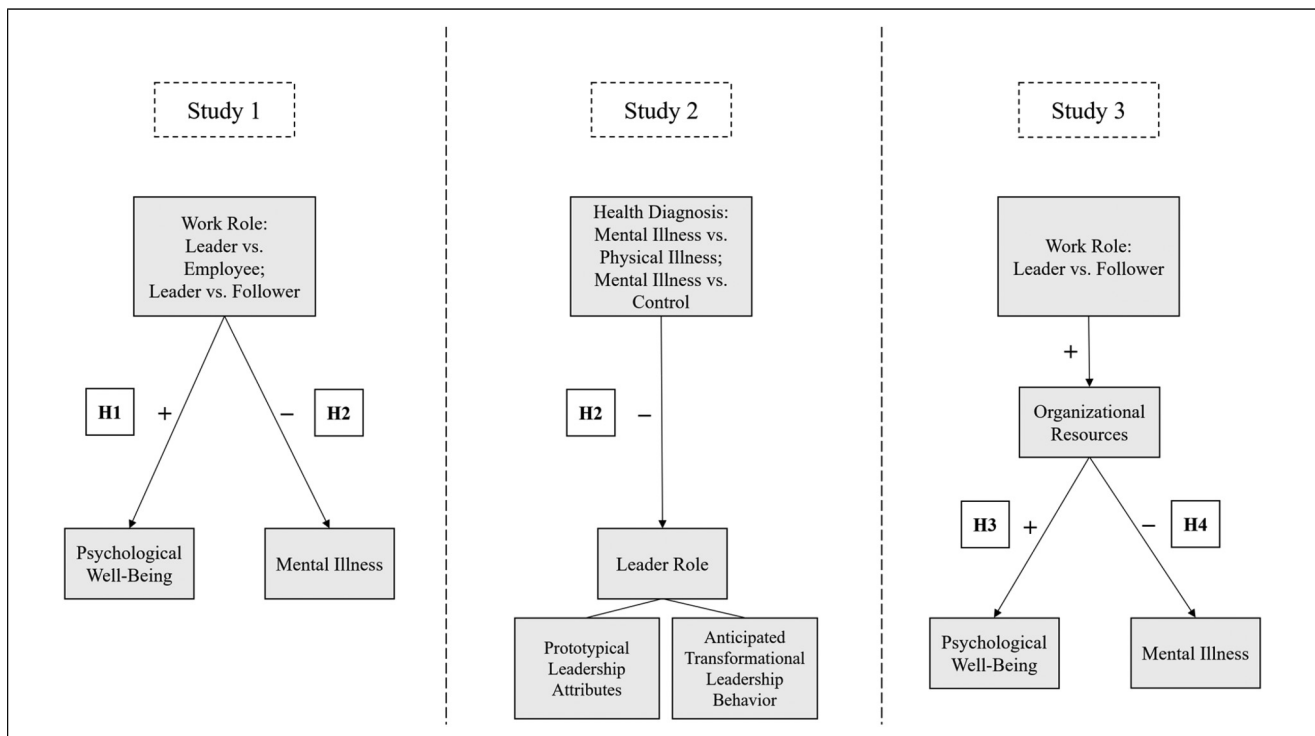 Study 1
Work Role:
Leader vs.
Employee;
Leader vs. Follower
H1
+
−
H2
Psychological
Well-Being
Mental Illness
Study 2
Health Diagnosis:
Mental Illness vs.
Physical Illness;
Mental Illness vs.
Control
H2
−
Leader Role
Prototypical
Leadership
Attributes
Anticipated
Transformational
Leadership
Behavior
Study 3
Work Role:
Leader vs. Follower
+
Organizational
Resources
H3
+
−
H4
Psychological
Well-Being
Mental Illness